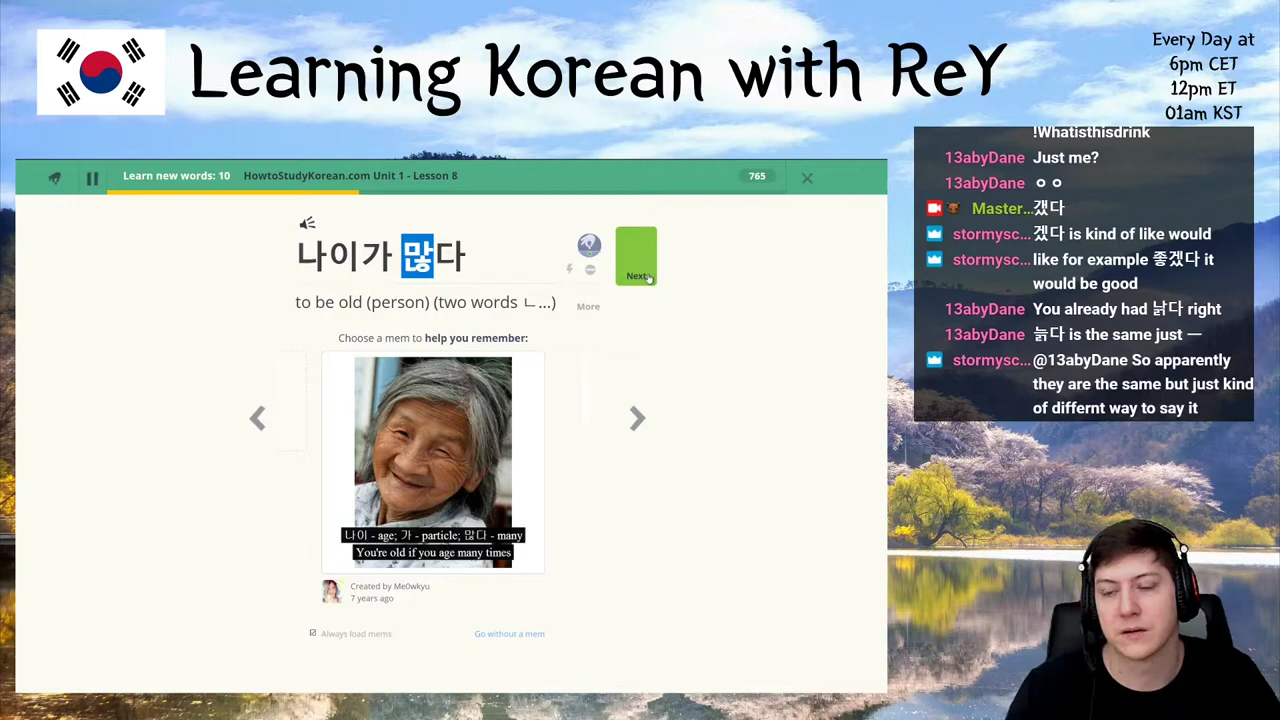 Learning Korean with ReY
Every Day at
6pm CET
12pm ET
01am KST
!Whatisthisdrink
13abyDane Just me?
13abyDane ㅇㅇ
Master... 갰다
stormysc... 겠다 is kind of like would
stormysc... like for example 좋겠다 it
would be good
13abyDane You already had 낡다 right
13abyDane 늙다 is the same just ㅡ
stormysc... @13abyDane So apparently
they are the same but just kind
of differnt way to say it
Learn new words: 10 HowtoStudyKorean.com Unit 1 - Lesson 8 765
나이가 많다
Next
to be old (person) (two words ㄴ...)
More
Choose a mem to help you remember:
나이 - age; 가 - particle; 많다 - many
You're old if you age many times
Created by Me0wkyu
7 years ago
Always load mems
Go without a mem